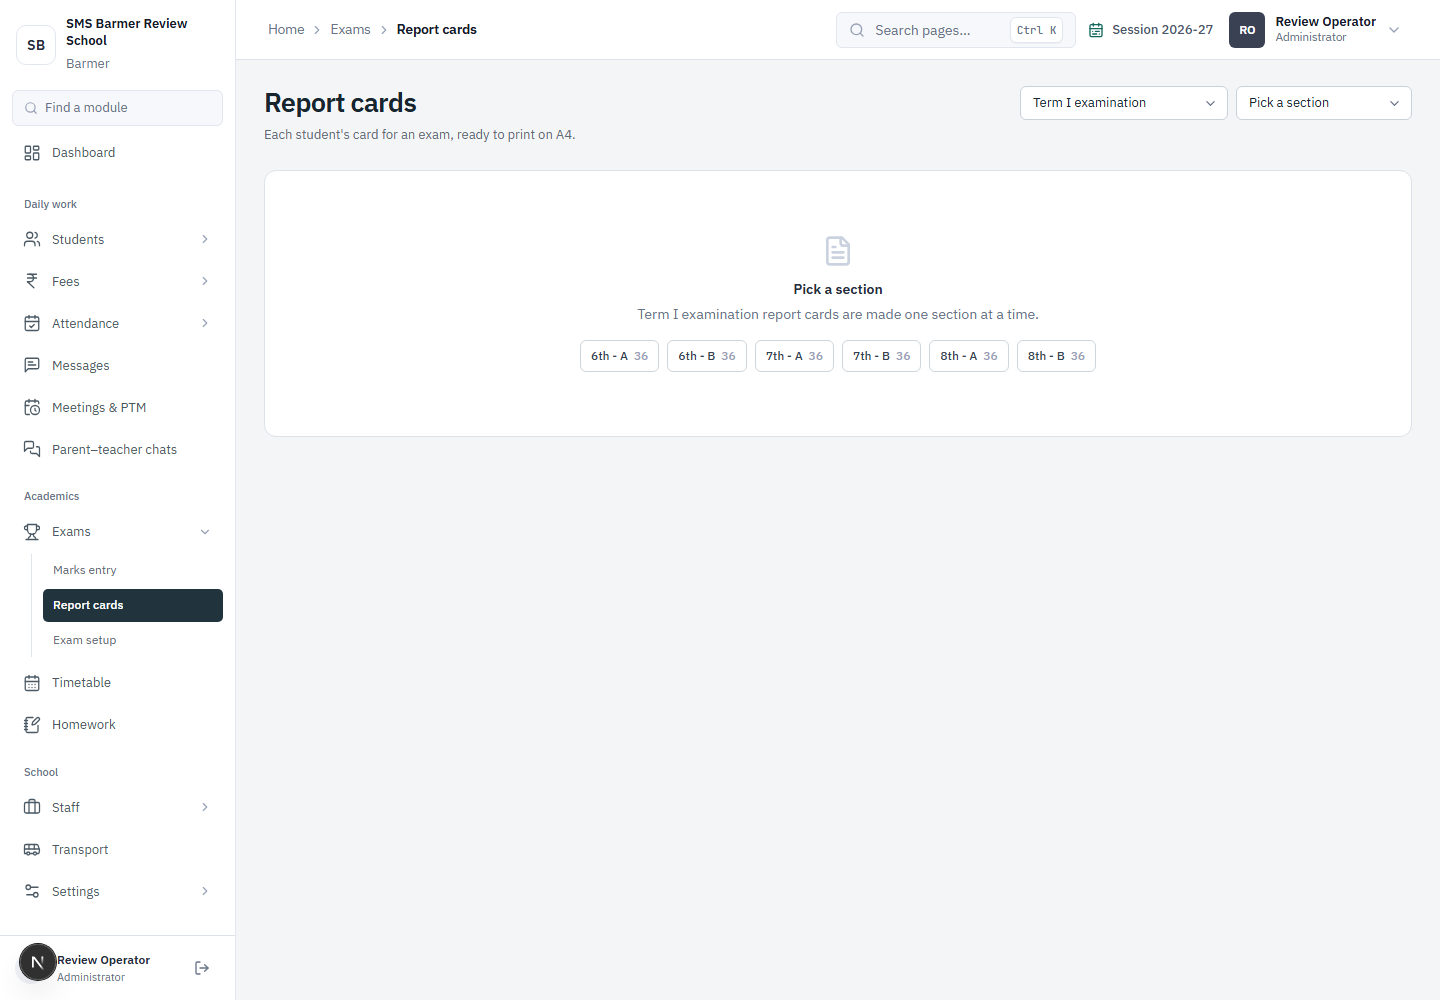 SB
SMS Barmer Review
School
Barmer
Find a module
Dashboard
Daily work
Students
Fees
Attendance
Messages
Meetings & PTM
Parent–teacher chats
Academics
Exams
Marks entry
Report cards
Exam setup
Timetable
Homework
School
Staff
Transport
Settings
N
Review Operator
Administrator
Home > Exams > Report cards
Search pages... Ctrl K
Session 2026-27
RO
Review Operator
Administrator
Report cards
Each student's card for an exam, ready to print on A4.
Term I examination
Pick a section
Pick a section
Term I examination report cards are made one section at a time.
6th - A 36 6th - B 36 7th - A 36 7th - B 36 8th - A 36 8th - B 36